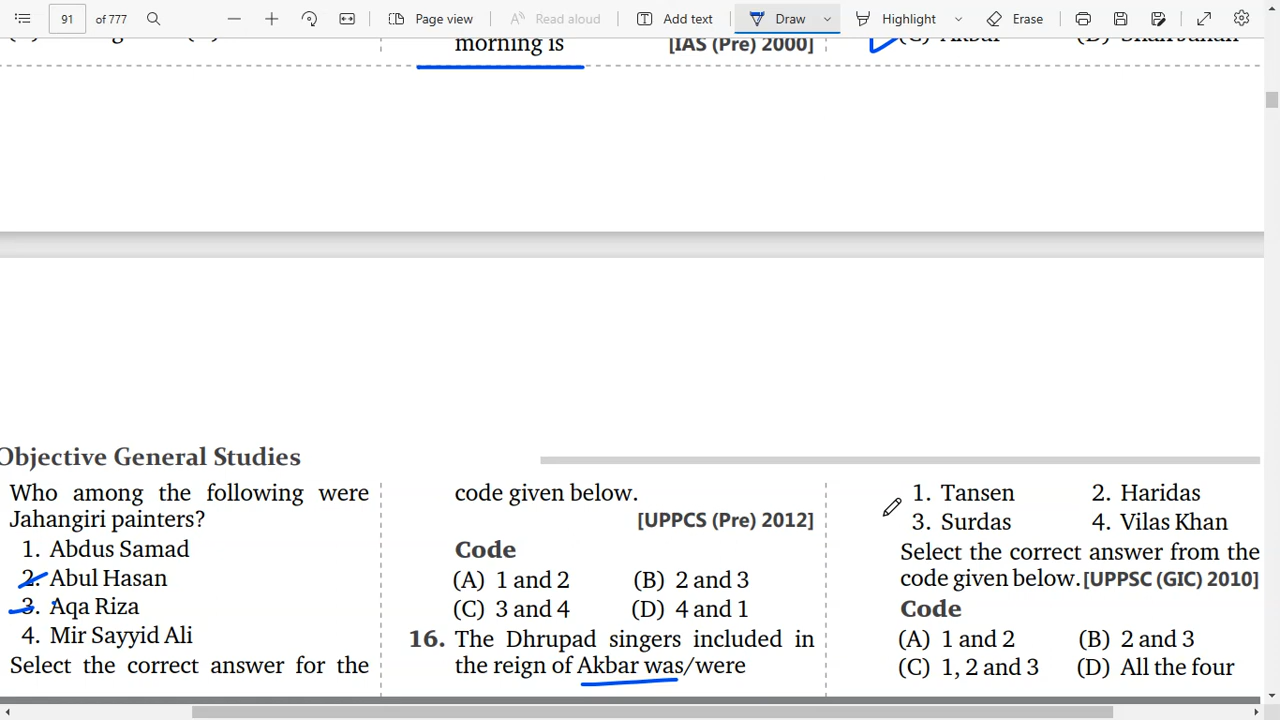 91 of 777 Page view Read aloud Add text Draw Highlight Erase
morning is [IAS (Pre) 2000]
(C) Akbar (D) Shah Jahan
Objective General Studies
Who among the following were
Jahangiri painters?
1. Abdus Samad
2. Abul Hasan
3. Aqa Riza
4. Mir Sayyid Ali
Select the correct answer for the
code given below.
[UPPCS (Pre) 2012]
Code
(A) 1 and 2 (B) 2 and 3
(C) 3 and 4 (D) 4 and 1
16. The Dhrupad singers included in
the reign of Akbar was/were
1. Tansen 2. Haridas
3. Surdas 4. Vilas Khan
Select the correct answer from the
code given below. [UPPSC (GIC) 2010]
Code
(A) 1 and 2 (B) 2 and 3
(C) 1, 2 and 3 (D) All the four